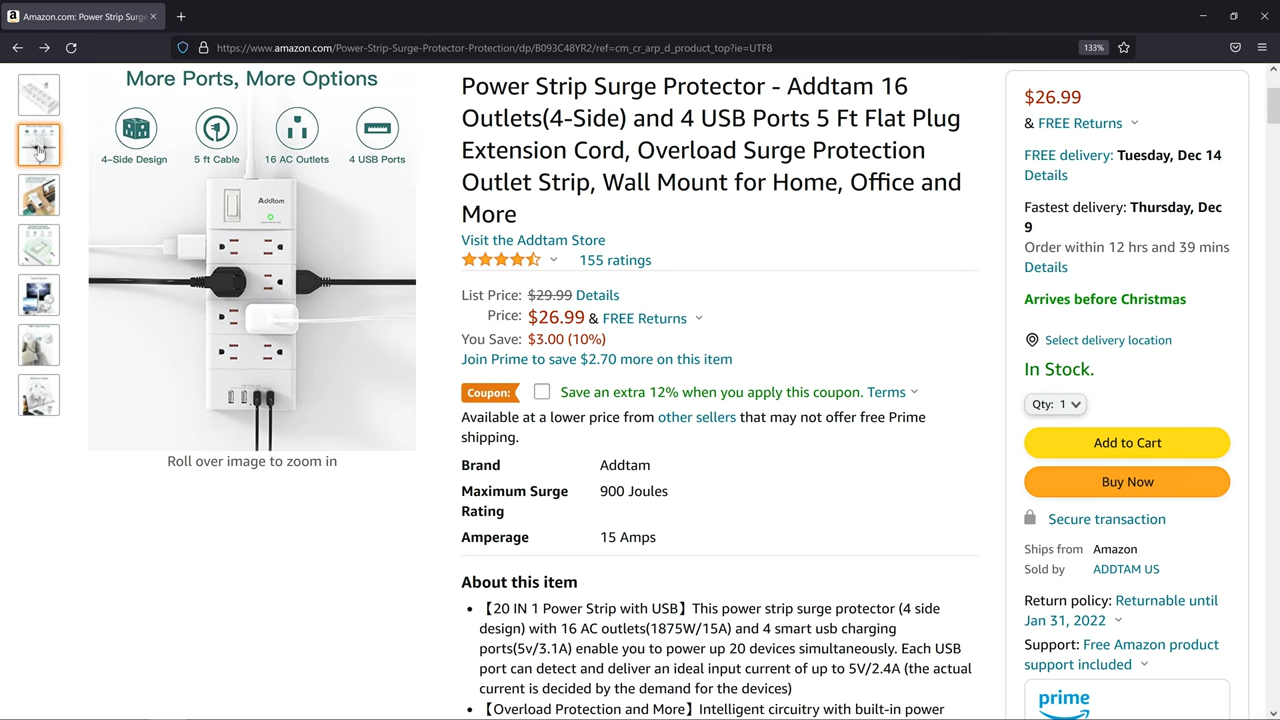 Amazon.com: Power Strip Surge
https://www.amazon.com/Power-Strip-Surge-Protector-Protection/dp/B093C48YR2/ref=cm_cr_arp_d_product_top?ie=UTF8
133%
More Ports, More Options
4-Side Design
5 ft Cable
16 AC Outlets
4 USB Ports
Addtam
Roll over image to zoom in
Power Strip Surge Protector - Addtam 16
Outlets(4-Side) and 4 USB Ports 5 Ft Flat Plug
Extension Cord, Overload Surge Protection
Outlet Strip, Wall Mount for Home, Office and
More
Visit the Addtam Store
155 ratings
List Price: $29.99 Details
Price: $26.99 & FREE Returns
You Save: $3.00 (10%)
Join Prime to save $2.70 more on this item
Coupon: Save an extra 12% when you apply this coupon. Terms
Available at a lower price from other sellers that may not offer free Prime
shipping.
Brand Addtam
Maximum Surge 900 Joules
Rating
Amperage 15 Amps
About this item
• 【20 IN 1 Power Strip with USB】This power strip surge protector (4 side
design) with 16 AC outlets(1875W/15A) and 4 smart usb charging
ports(5v/3.1A) enable you to power up 20 devices simultaneously. Each USB
port can detect and deliver an ideal input current of up to 5V/2.4A (the actual
current is decided by the demand for the devices)
• 【Overload Protection and More】Intelligent circuitry with built-in power
$26.99
& FREE Returns
FREE delivery: Tuesday, Dec 14
Details
Fastest delivery: Thursday, Dec
9
Order within 12 hrs and 39 mins
Details
Arrives before Christmas
Select delivery location
In Stock.
Qty: 1
Add to Cart
Buy Now
Secure transaction
Ships from Amazon
Sold by ADDTAM US
Return policy: Returnable until
Jan 31, 2022
Support: Free Amazon product
support included
prime